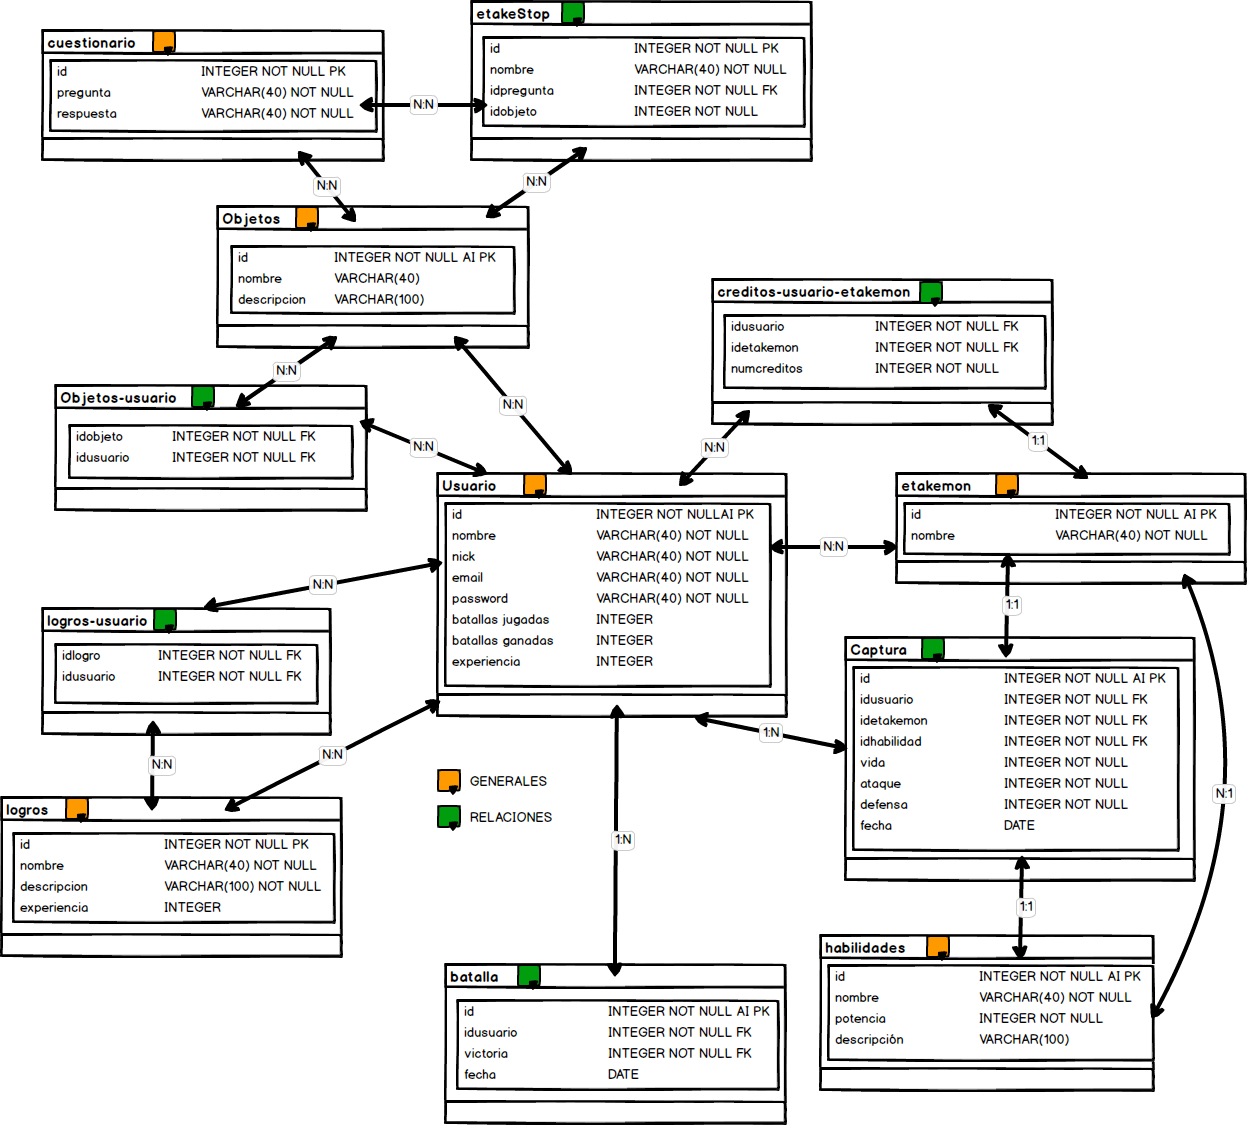 etakeStop
id INTEGER NOT NULL PK
nombre VARCHAR(40) NOT NULL
idpregunta INTEGER NOT NULL FK
idobjeto INTEGER NOT NULL
cuestionario
id INTEGER NOT NULL PK
pregunta VARCHAR(40) NOT NULL
respuesta VARCHAR(40) NOT NULL
N:N
N:N
N:N
Objetos
id INTEGER NOT NULL AI PK
nombre VARCHAR(40)
descripcion VARCHAR(100)
creditos-usuario-etakemon
idusuario INTEGER NOT NULL FK
idetakemon INTEGER NOT NULL FK
numcreditos INTEGER NOT NULL
N:N
N:N
Objetos-usuario
idobjeto INTEGER NOT NULL FK
idusuario INTEGER NOT NULL FK
N:N
N:N
1:1
Usuario
id INTEGER NOT NULLAI PK
nombre VARCHAR(40) NOT NULL
nick VARCHAR(40) NOT NULL
email VARCHAR(40) NOT NULL
password VARCHAR(40) NOT NULL
batallas jugadas INTEGER
batallas ganadas INTEGER
experiencia INTEGER
N:N
etakemon
id INTEGER NOT NULL AI PK
nombre VARCHAR(40) NOT NULL
N:N
1:1
logros-usuario
idlogro INTEGER NOT NULL FK
idusuario INTEGER NOT NULL FK
Captura
id INTEGER NOT NULL AI PK
idusuario INTEGER NOT NULL FK
idetakemon INTEGER NOT NULL FK
idhabilidad INTEGER NOT NULL FK
vida INTEGER NOT NULL
ataque INTEGER NOT NULL
defensa INTEGER NOT NULL
fecha DATE
N:N
N:N
1:N
GENERALES
RELACIONES
N:1
logros
id INTEGER NOT NULL PK
nombre VARCHAR(40) NOT NULL
descripcion VARCHAR(100) NOT NULL
experiencia INTEGER
1:N
1:1
habilidades
id INTEGER NOT NULL AI PK
nombre VARCHAR(40) NOT NULL
potencia INTEGER NOT NULL
descripción VARCHAR(100)
batalla
id INTEGER NOT NULL AI PK
idusuario INTEGER NOT NULL FK
victoria INTEGER NOT NULL FK
fecha DATE